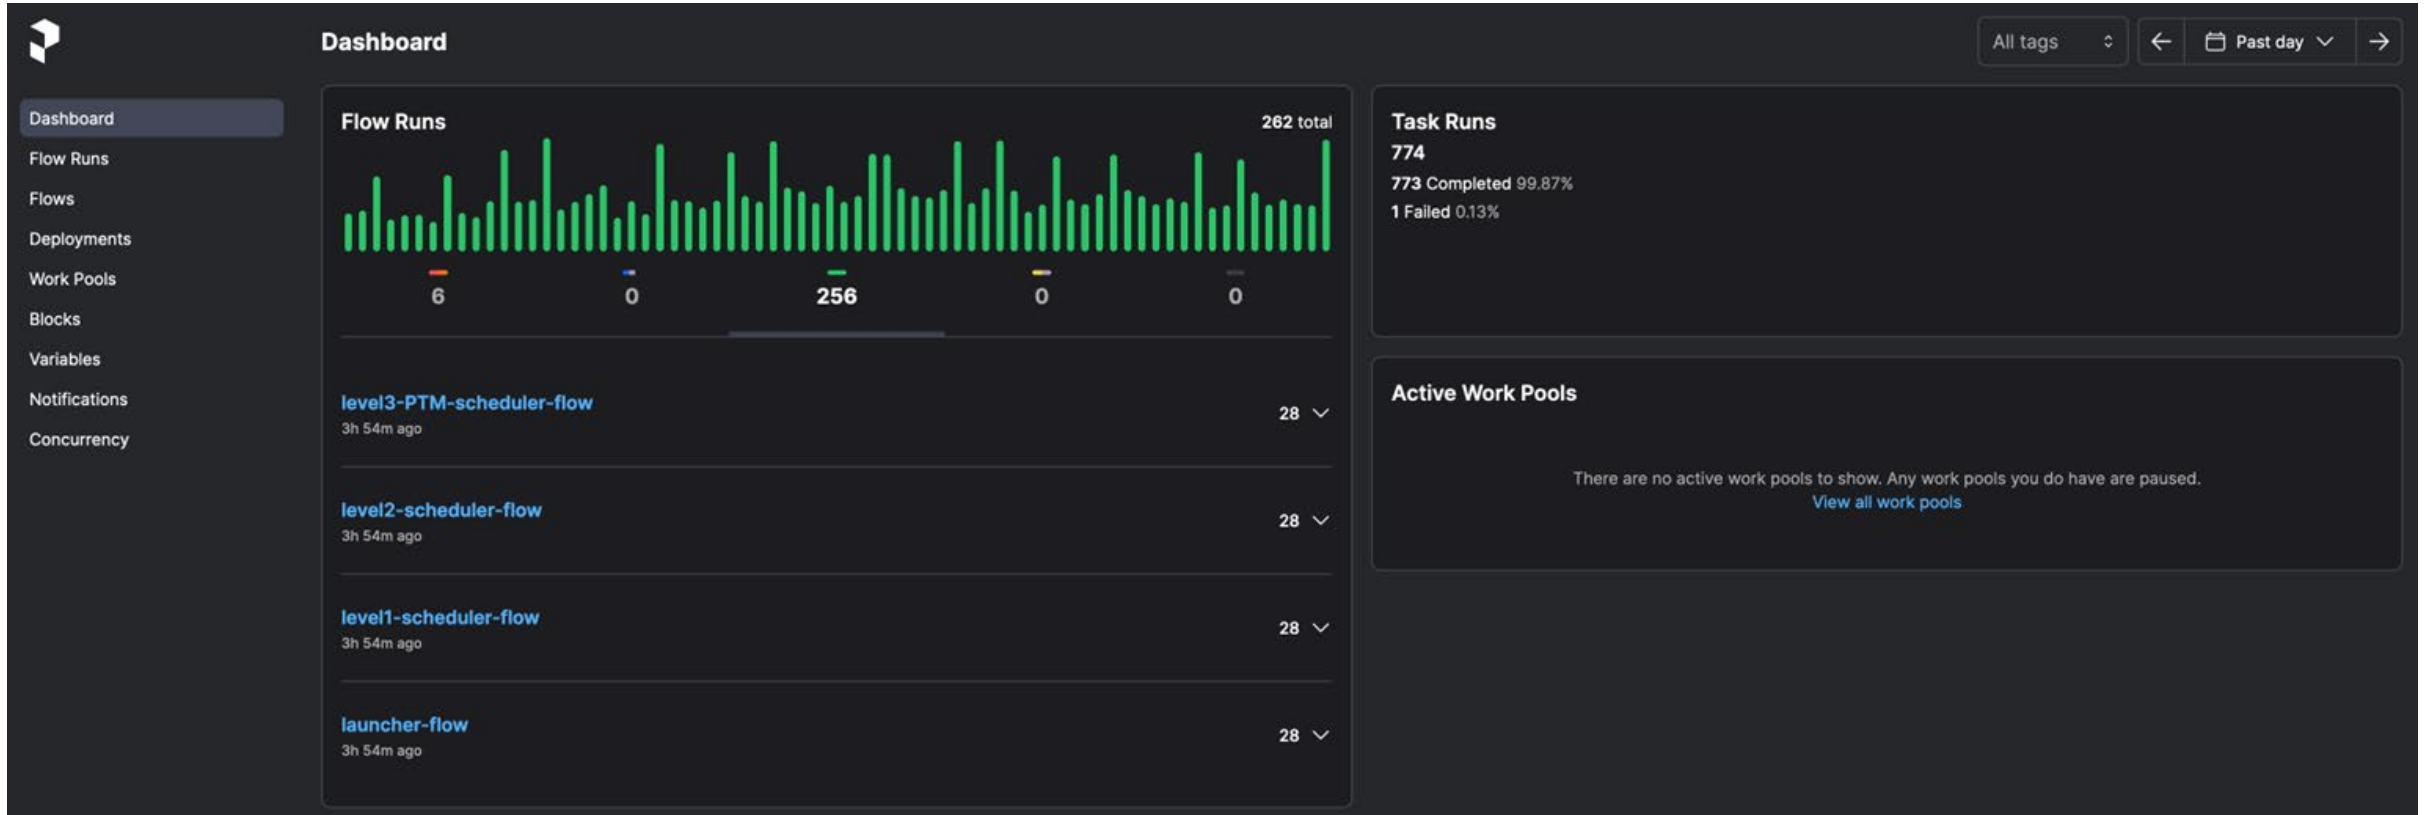 Dashboard
All tags
Past day
Dashboard
Flow Runs
Flows
Deployments
Work Pools
Blocks
Variables
Notifications
Concurrency
Flow Runs
262 total
6
0
256
0
0
level3-PTM-scheduler-flow
3h 54m ago
28
level2-scheduler-flow
3h 54m ago
28
level1-scheduler-flow
3h 54m ago
28
launcher-flow
3h 54m ago
28
Task Runs
774
773 Completed 99.87%
1 Failed 0.13%
Active Work Pools
There are no active work pools to show. Any work pools you do have are paused.
View all work pools